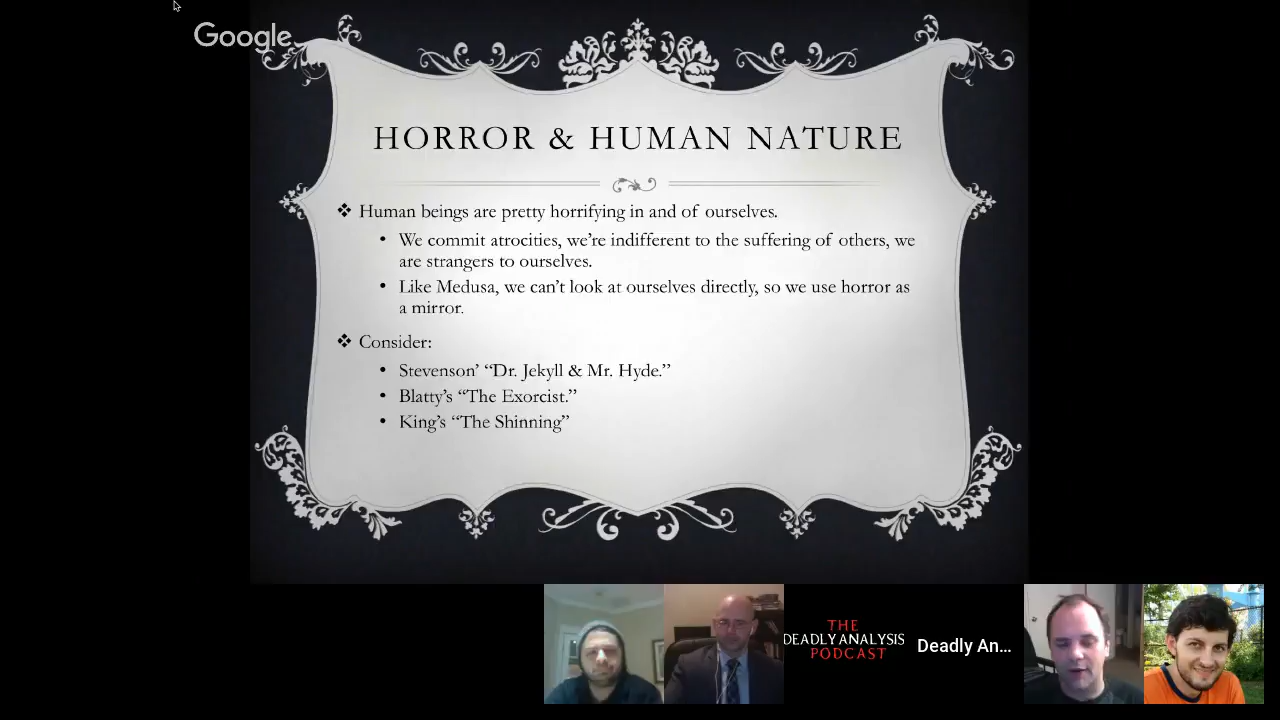 Google
HORROR & HUMAN NATURE
❖ Human beings are pretty horrifying in and of ourselves.
• We commit atrocities, we're indifferent to the suffering of others, we
are strangers to ourselves.
• Like Medusa, we can't look at ourselves directly, so we use horror as
a mirror.
❖ Consider:
• Stevenson' “Dr. Jekyll & Mr. Hyde.”
• Blatty's “The Exorcist.”
• King's “The Shinning”
THE
DEADLY ANALYSIS
PODCAST
Deadly An...